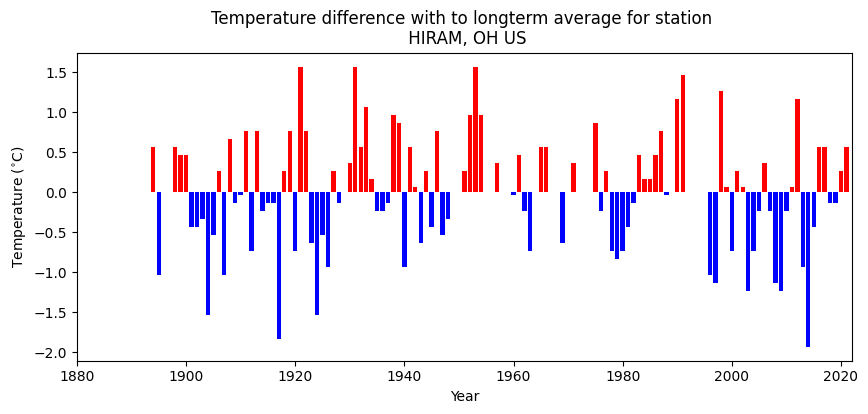 Temperature difference with to longterm average for station
HIRAM, OH US
Temperature (°C)
1.5
1.0
0.5
0.0
−0.5
−1.0
−1.5
−2.0
1880 1900 1920 1940 1960 1980 2000 2020
Year